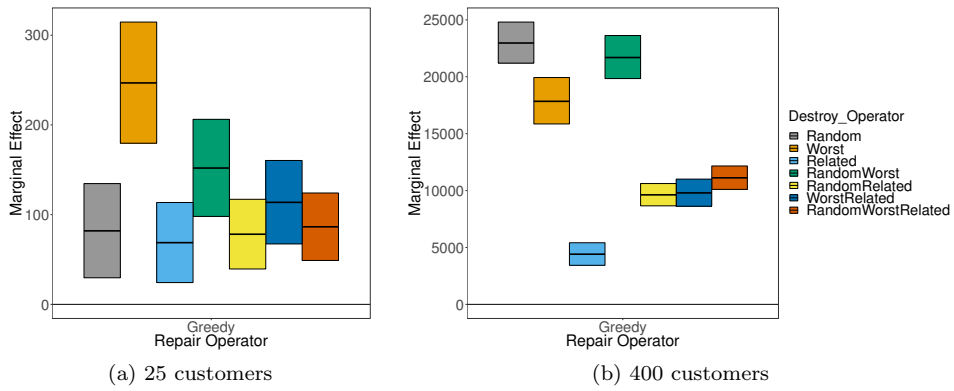 Marginal Effect
300
200
100
0
Greedy
Repair Operator
(a) 25 customers
Marginal Effect
25000
20000
15000
10000
5000
0
Greedy
Repair Operator
(b) 400 customers
Destroy_Operator
Random
Worst
Related
RandomWorst
RandomRelated
WorstRelated
RandomWorstRelated